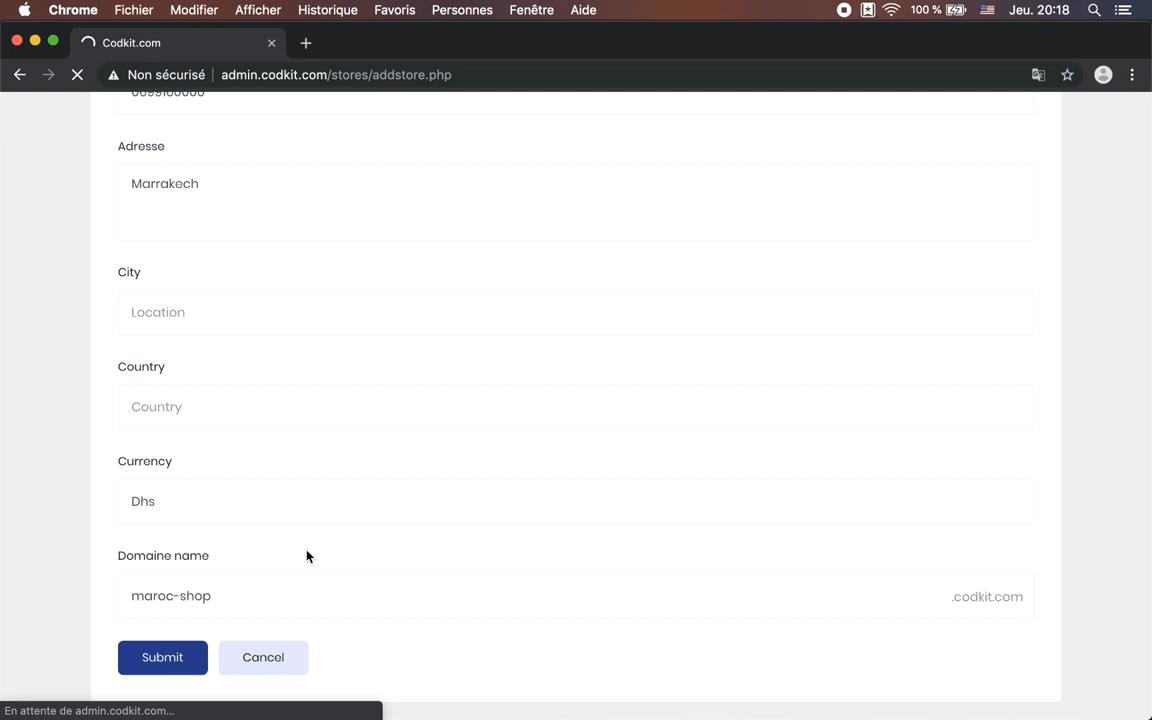 Chrome Fichier Modifier Afficher Historique Favoris Personnes Fenêtre Aide 100 % Jeu. 20:18
Codkit.com
Non sécurisé admin.codkit.com/stores/addstore.php
Adresse
Marrakech
City
Location
Country
Country
Currency
Dhs
Domaine name
maroc-shop .codkit.com
Submit Cancel
En attente de admin.codkit.com...